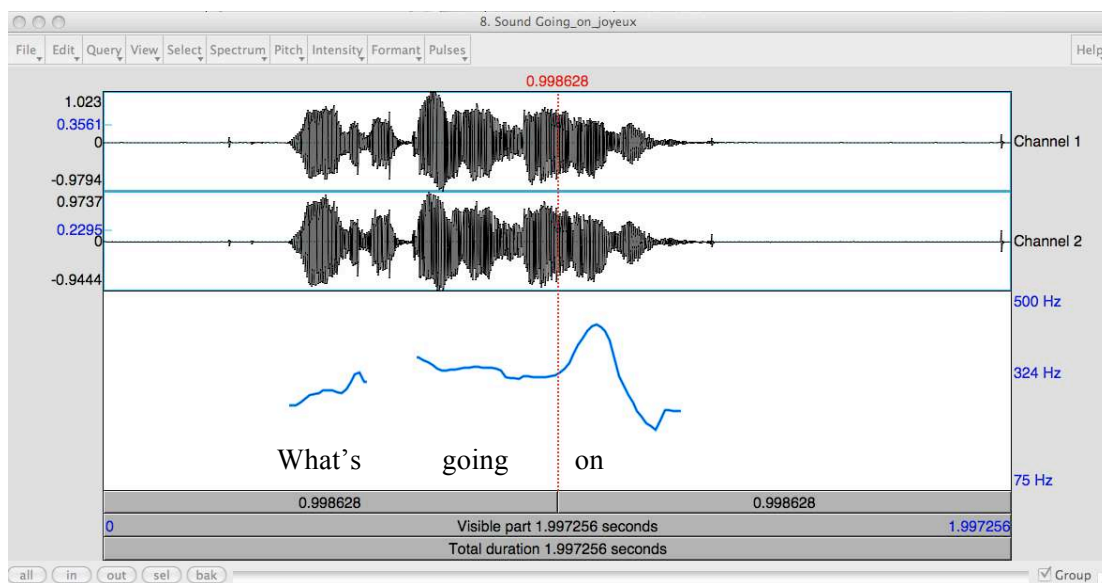 8. Sound Going_on_joyeux
File Edit Query View Select Spectrum Pitch Intensity Formant Pulses Help
0.998628
1.023
0.3561
0
-0.9794
Channel 1
0.9737
0.2295
0
-0.9444
Channel 2
500 Hz
324 Hz
What's going on
75 Hz
0.998628 0.998628
0 Visible part 1.997256 seconds 1.997256
Total duration 1.997256 seconds
all in out sel bak Group